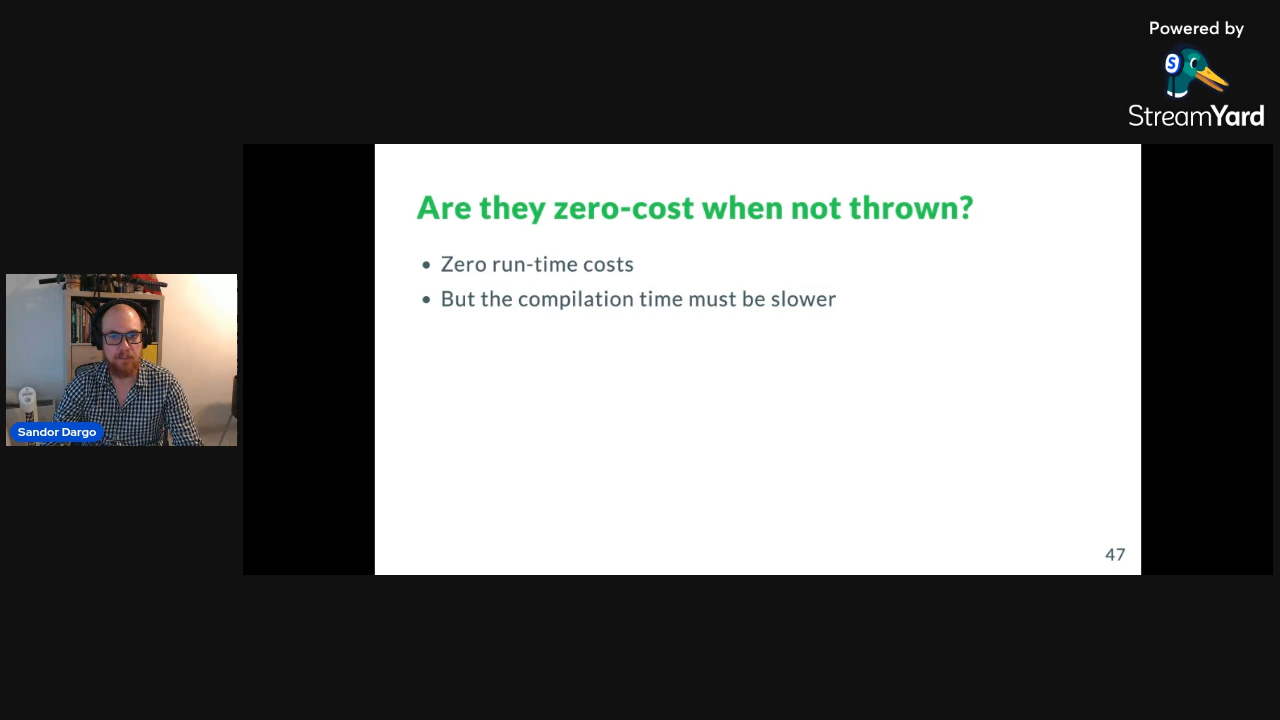 Powered by
S
StreamYard
Are they zero-cost when not thrown?
• Zero run-time costs
• But the compilation time must be slower
Sandor Dargo
47